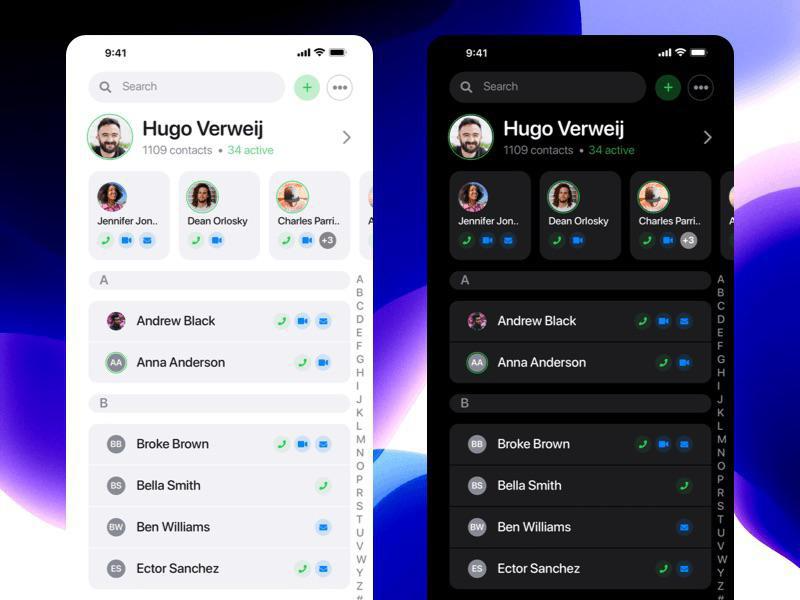 9:41
Search
Hugo Verweij
1109 contacts • 34 active
Jennifer Jon..
Dean Orlosky
Charles Parri..
+3
A
Andrew Black
AA
Anna Anderson
B
BB
Broke Brown
BS
Bella Smith
BW
Ben Williams
ES
Ector Sanchez
A
B
C
D
E
F
G
H
I
J
K
L
M
N
O
P
R
S
T
U
V
W
Y
Z
#
9:41
Search
Hugo Verweij
1109 contacts • 34 active
Jennifer Jon..
Dean Orlosky
Charles Parri..
+3
A
Andrew Black
AA
Anna Anderson
B
BB
Broke Brown
BS
Bella Smith
BW
Ben Williams
ES
Ector Sanchez
A
B
C
D
E
F
G
H
I
J
K
L
M
N
O
P
R
S
T
U
V
W
Y
Z
#